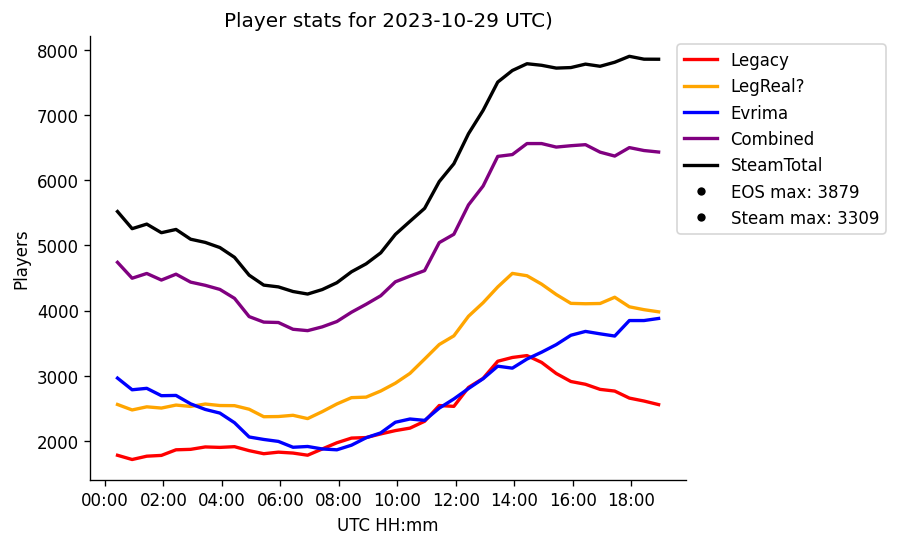 Player stats for 2023-10-29 UTC)
8000
7000
6000
5000
4000
3000
2000
Players
00:00 02:00 04:00 06:00 08:00 10:00 12:00 14:00 16:00 18:00
UTC HH:mm
Legacy
LegReal?
Evrima
Combined
SteamTotal
EOS max: 3879
Steam max: 3309